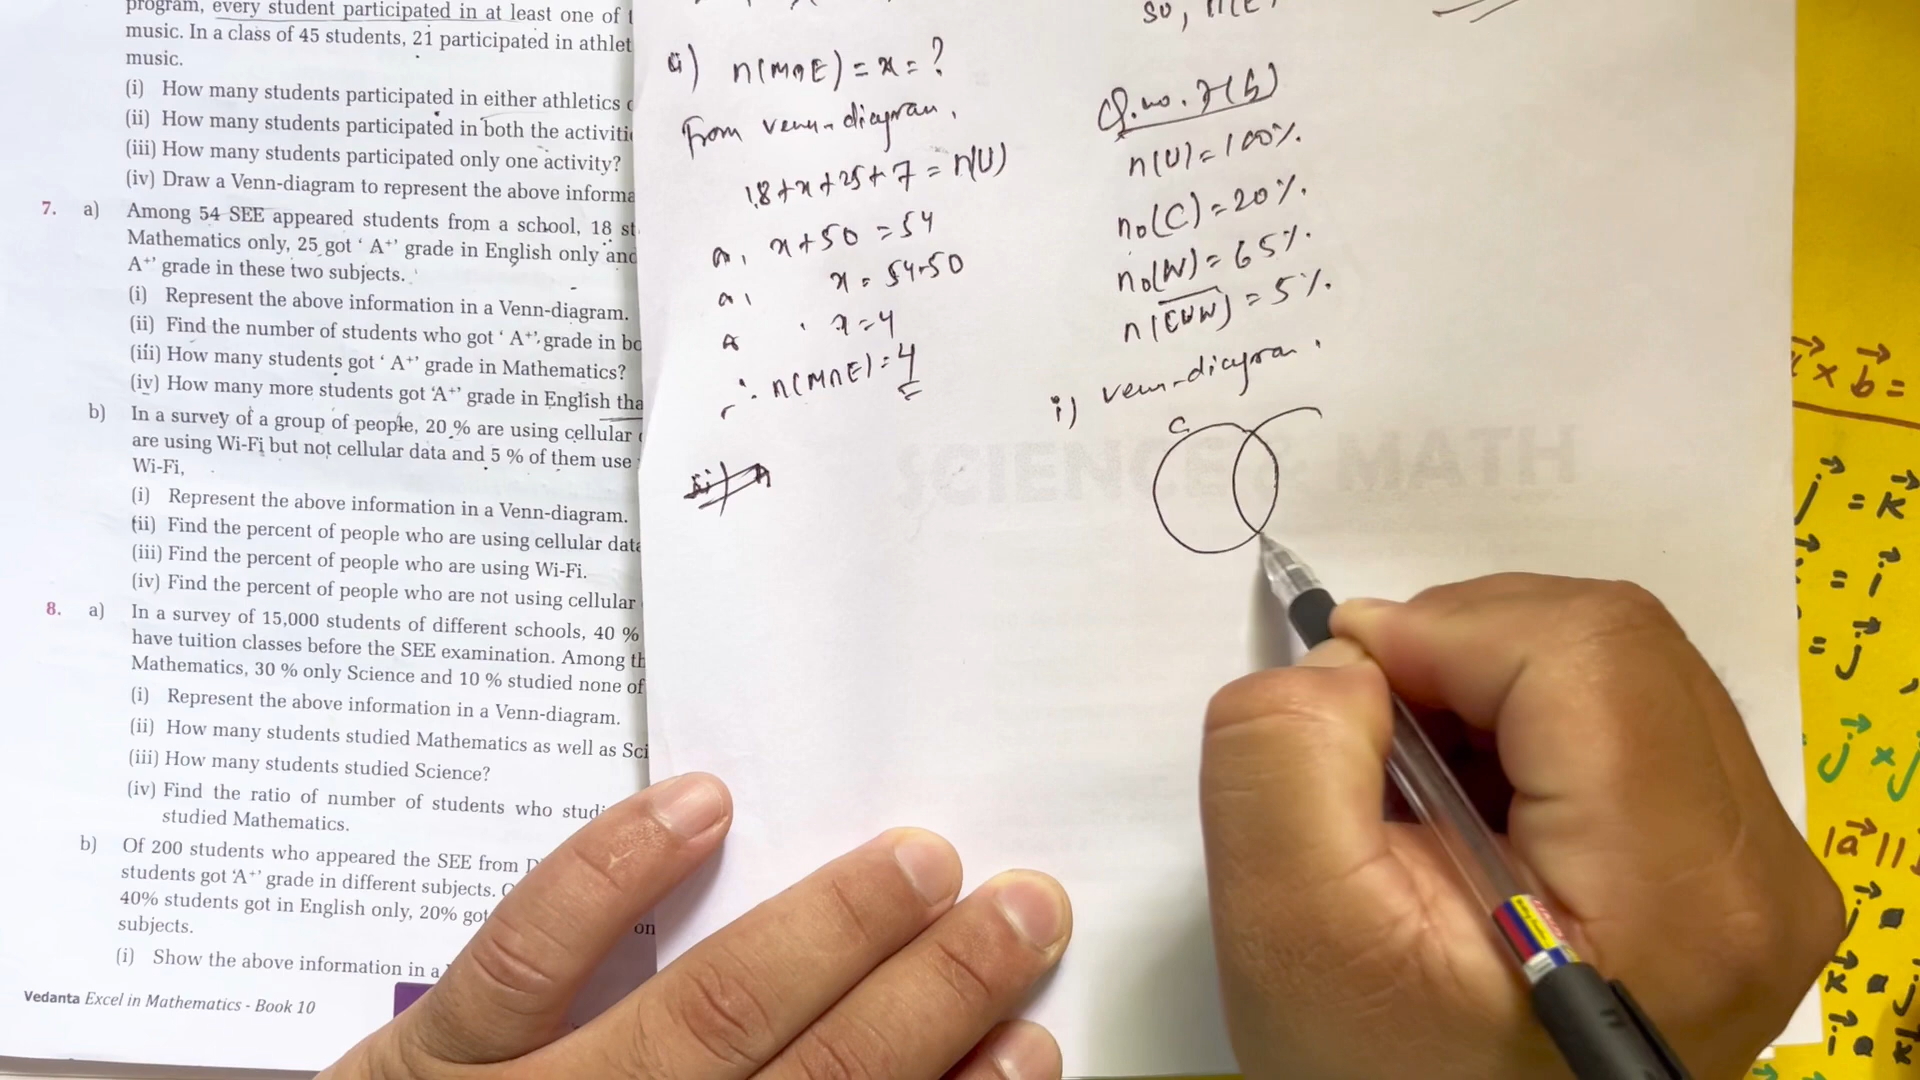 program, every student participated in at least one of
music. In a class of 45 students, 21 participated in athlet
music.
(i) How many students participated in either athletics
(ii) How many students participated in both the activiti
(iii) How many students participated only one activity?
(iv) Draw a Venn-diagram to represent the above informa
7. a) Among 54 SEE appeared students from a school, 18 st
Mathematics only, 25 got ‘ A⁺’ grade in English only and
A⁺’ grade in these two subjects.
(i) Represent the above information in a Venn-diagram.
(ii) Find the number of students who got ‘ A⁺’ grade in bo
(iii) How many students got ‘ A⁺’ grade in Mathematics?
(iv) How many more students got ‘A⁺’ grade in English tha
b) In a survey of a group of people, 20 % are using cellular
are using Wi-Fi but not cellular data and 5 % of them use
Wi-Fi,
(i) Represent the above information in a Venn-diagram.
(ii) Find the percent of people who are using cellular data
(iii) Find the percent of people who are using Wi-Fi.
(iv) Find the percent of people who are not using cellular
8. a) In a survey of 15,000 students of different schools, 40 %
have tuition classes before the SEE examination. Among th
Mathematics, 30 % only Science and 10 % studied none of
(i) Represent the above information in a Venn-diagram.
(ii) How many students studied Mathematics as well as Sci
(iii) How many students studied Science?
(iv) Find the ratio of number of students who studi
studied Mathematics.
b) Of 200 students who appeared the SEE from
students got ‘A⁺’ grade in different subjects.
40% students got in English only, 20% got
subjects.
(i) Show the above information in a
Vedanta Excel in Mathematics - Book 10
on
ii) n(M∩E) = x = ?
From venn-diagram,
18+x+25+7 = n(U)
or, x+50 = 54
or, x = 54-50
or x = 4
∴ n(M∩E) = 4
so,
Q.no. 7(b)
n(U) = 100%.
n₀(C) = 20%.
n₀(W) = 65%.
n(C∪W)‾ = 5%.
i) venn-diagram.
C
SCIENCE & MATH
x b⃗ =
j⃗ = k⃗
= i⃗
= j⃗ ,
j⃗ × j
|a⃗||